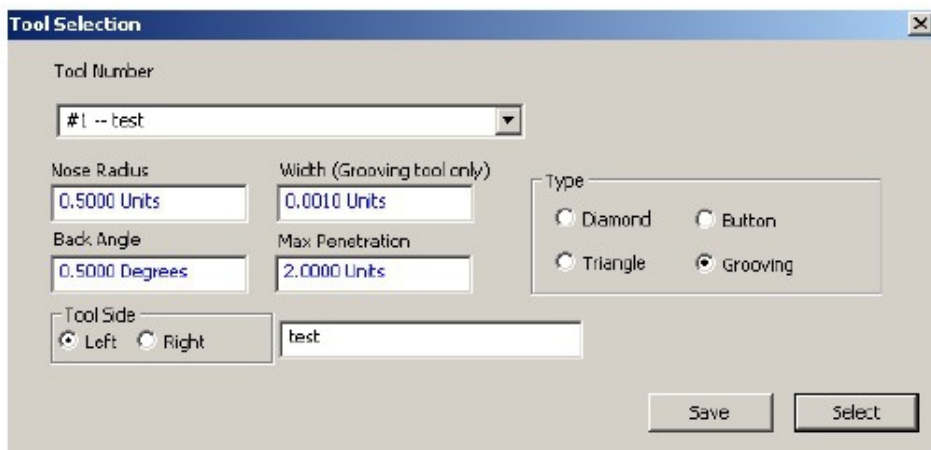 Tool Selection
Tool Number
#1 -- test
Nose Radius
0.5000 Units
Width (Grooving tool only)
0.0010 Units
Back Angle
0.5000 Degrees
Max Penetration
2.0000 Units
Type
Diamond
Button
Triangle
Grooving
Tool Side
Left
Right
test
Save
Select